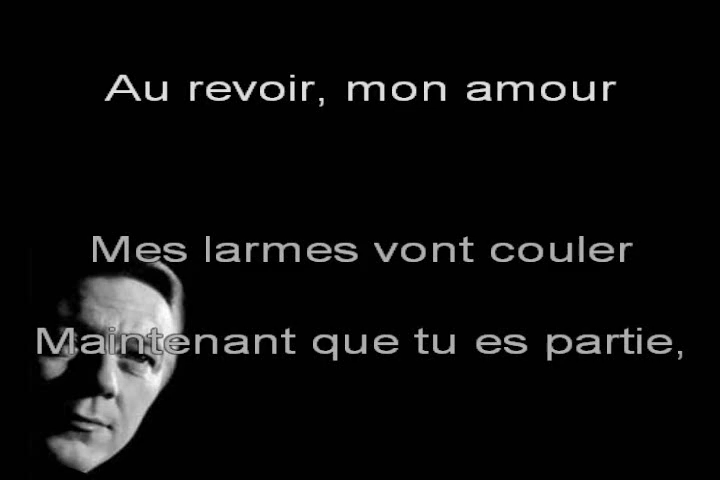 Au revoir, mon amour
Mes larmes vont couler
Maintenant que tu es partie,